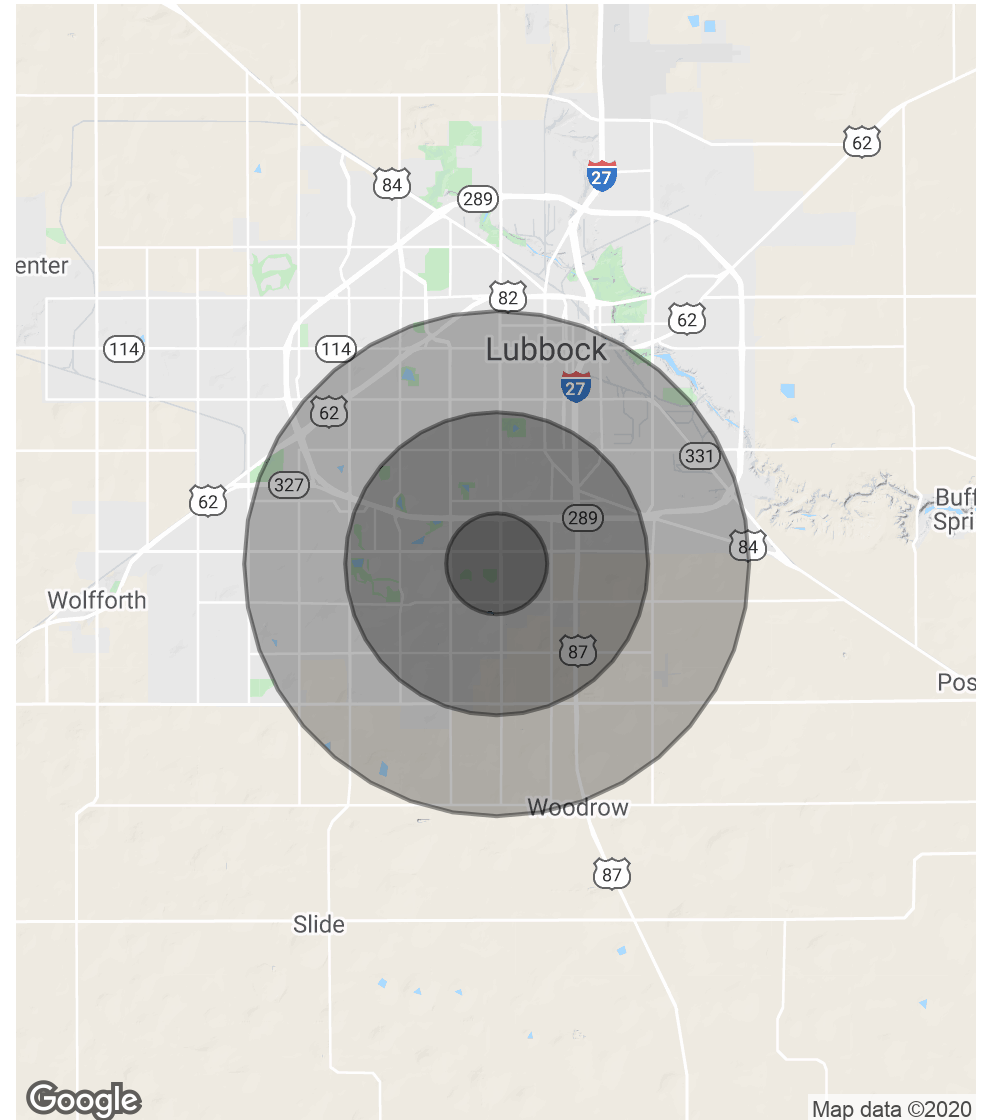 62
84
27
289
enter
82
62
114
114
Lubbock
27
62
331
327
62
Buff
Spri
289
84
Wolfforth
87
Pos
Woodrow
87
Slide
Google
Map data ©2020